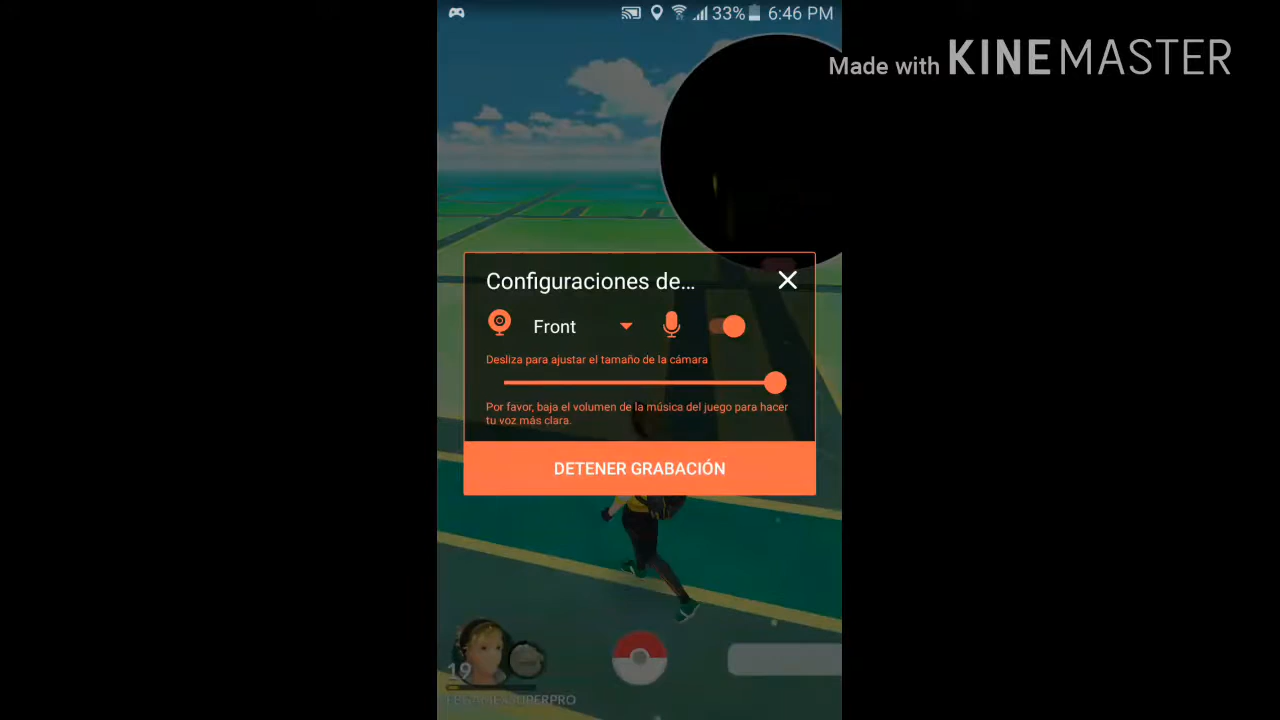 33% 6:46 PM
Made with KINEMASTER
Configuraciones de...
Front
Desliza para ajustar el tamaño de la cámara
Por favor, baja el volumen de la música del juego para hacer
tu voz más clara.
DETENER GRABACIÓN
19